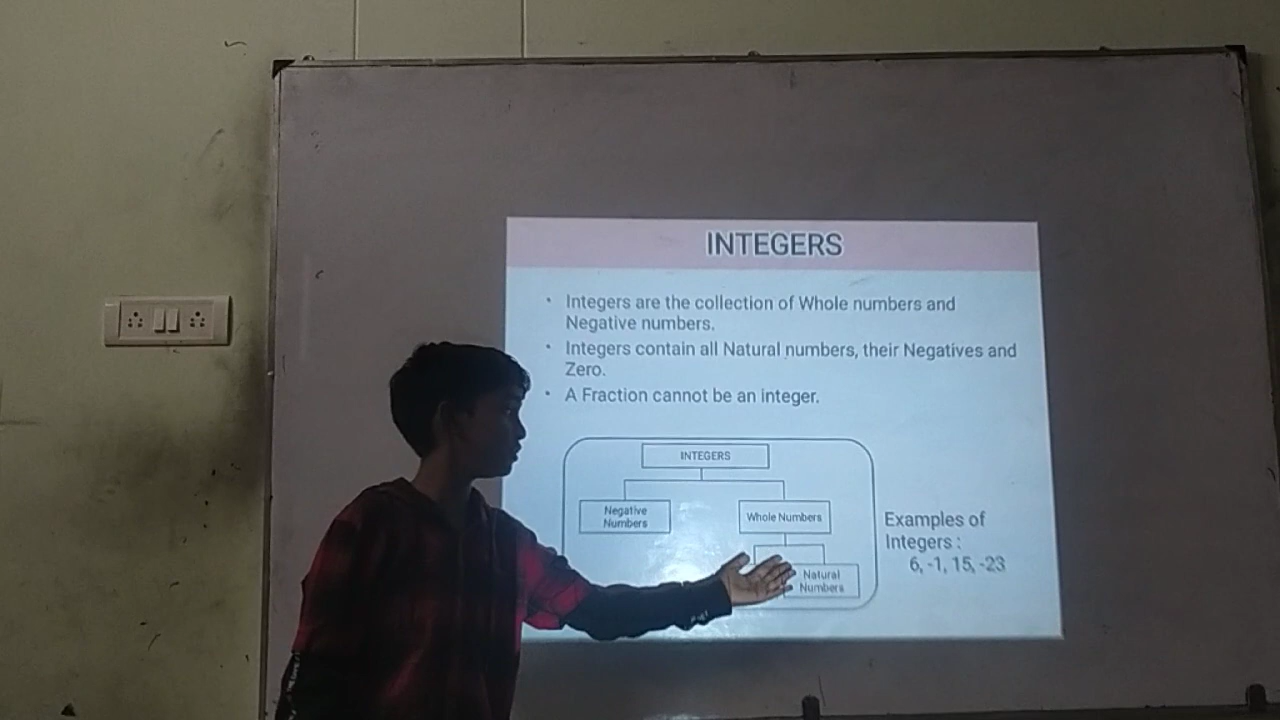 INTEGERS
• Integers are the collection of Whole numbers and
Negative numbers.
• Integers contain all Natural numbers, their Negatives and
Zero.
• A Fraction cannot be an integer.
INTEGERS
Negative
Numbers
Whole Numbers
Natural
Numbers
Examples of
Integers :
6, -1, 15, -23